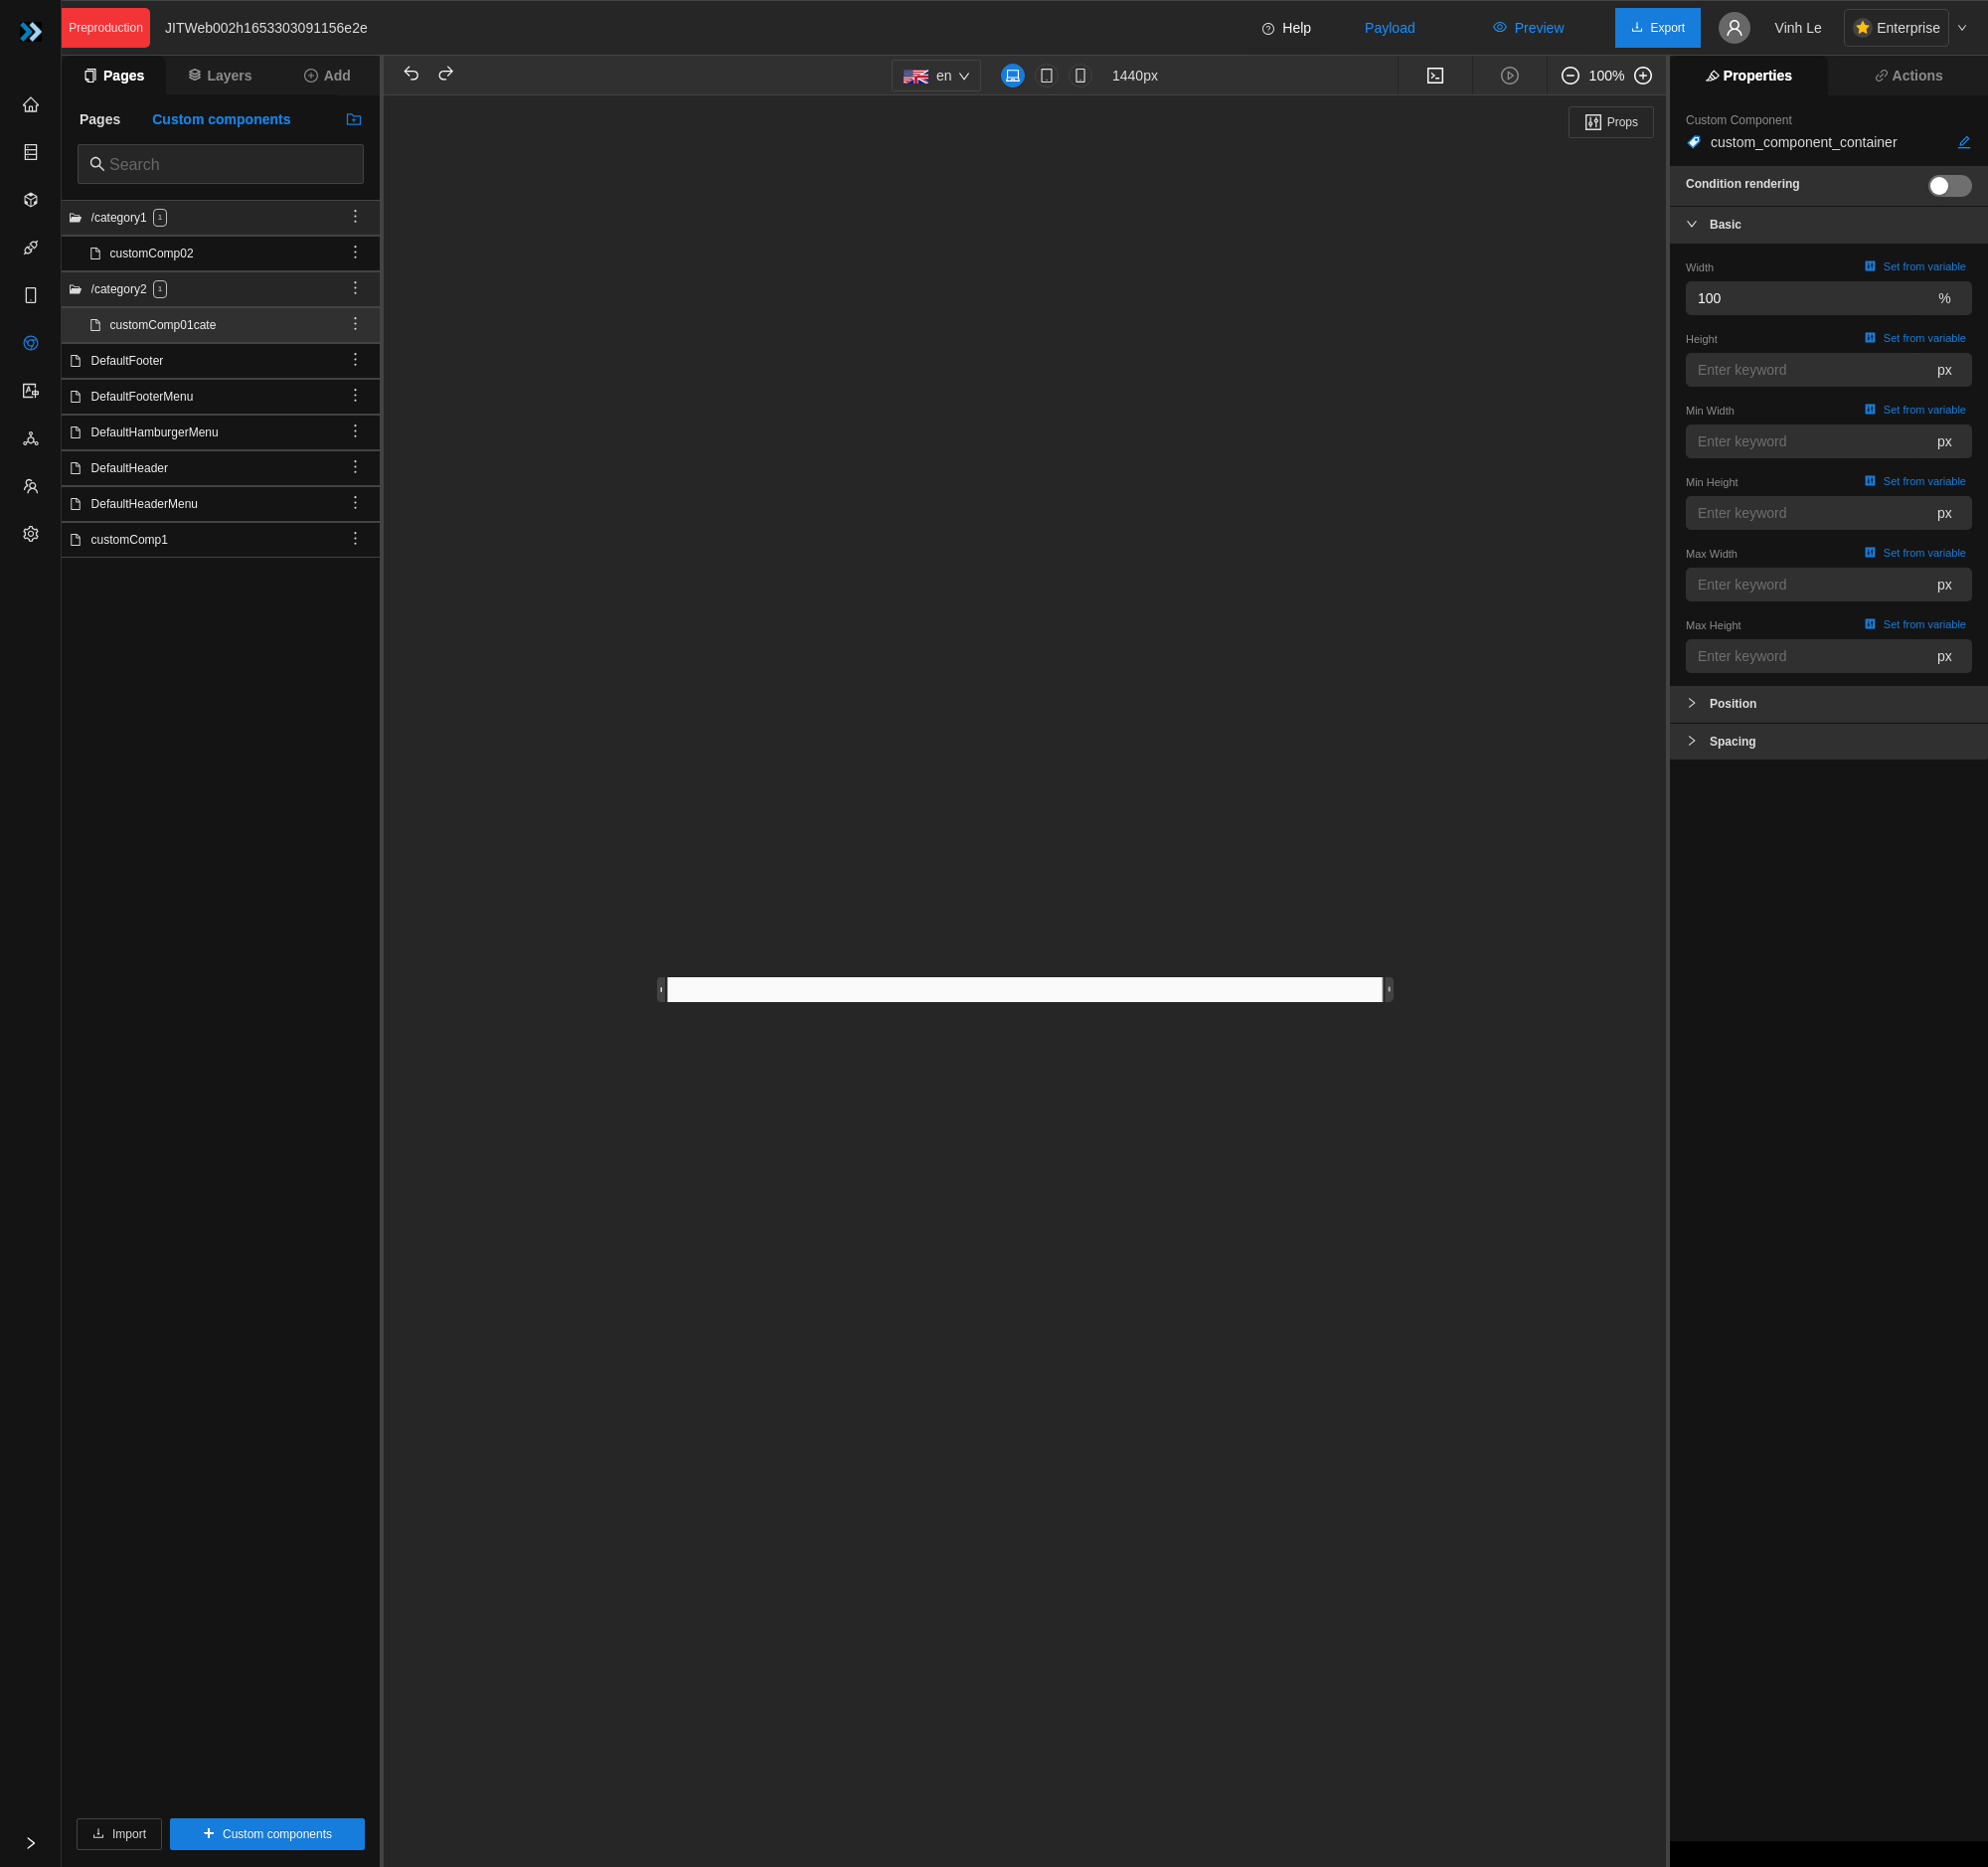 Preproduction JITWeb002h1653303091156e2e Help Payload Preview Export Vinh Le Enterprise
Pages Layers Add
en 1440px 100%
Properties Actions
Pages Custom components
Search
/category1 1
customComp02
/category2 1
customComp01cate
DefaultFooter
DefaultFooterMenu
DefaultHamburgerMenu
DefaultHeader
DefaultHeaderMenu
customComp1
Import Custom components
Props
Custom Component
custom_component_container
Condition rendering
Basic
Width Set from variable
100 %
Height Set from variable
Enter keyword px
Min Width Set from variable
Enter keyword px
Min Height Set from variable
Enter keyword px
Max Width Set from variable
Enter keyword px
Max Height Set from variable
Enter keyword px
Position
Spacing